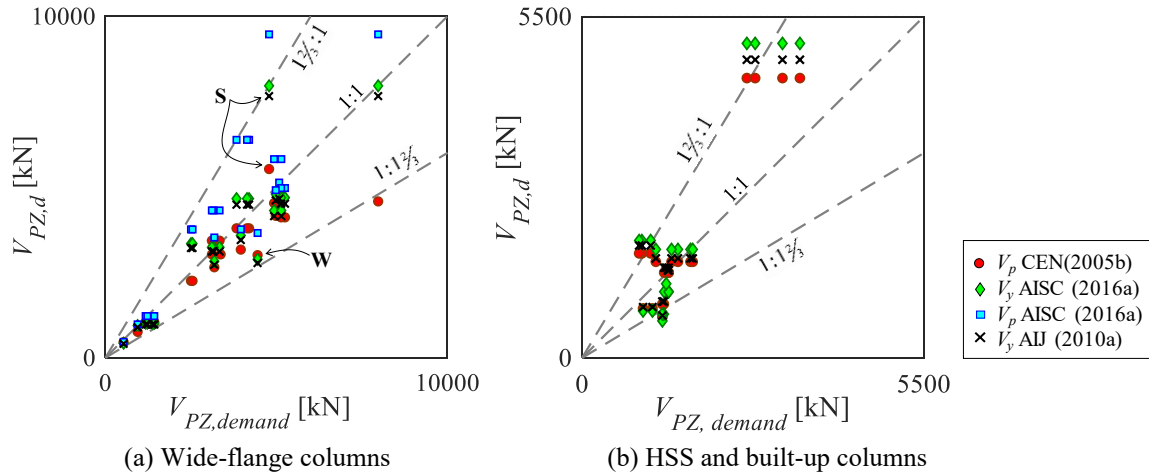 10000
V_PZ,d [kN]
S
1⅔:1
1:1
1:1⅔
W
0
0
10000
V_PZ,demand [kN]
(a) Wide-flange columns
5500
V_PZ,d [kN]
1⅔:1
1:1
1:1⅔
0
0
5500
V_PZ, demand [kN]
(b) HSS and built-up columns
V_p CEN(2005b)
V_y AISC (2016a)
V_p AISC (2016a)
V_y AIJ (2010a)